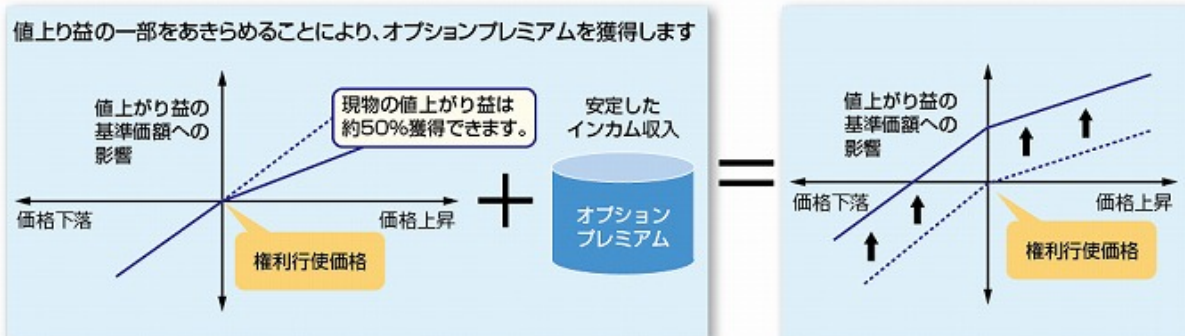 値上り益の一部をあきらめることにより、オプションプレミアムを獲得します
値上がり益の
基準価額への
影響
現物の値上がり益は
約50%獲得できます。
価格下落
価格上昇
権利行使価格
安定した
インカム収入
オプション
プレミアム
値上がり益の
基準価額への
影響
価格下落
価格上昇
権利行使価格